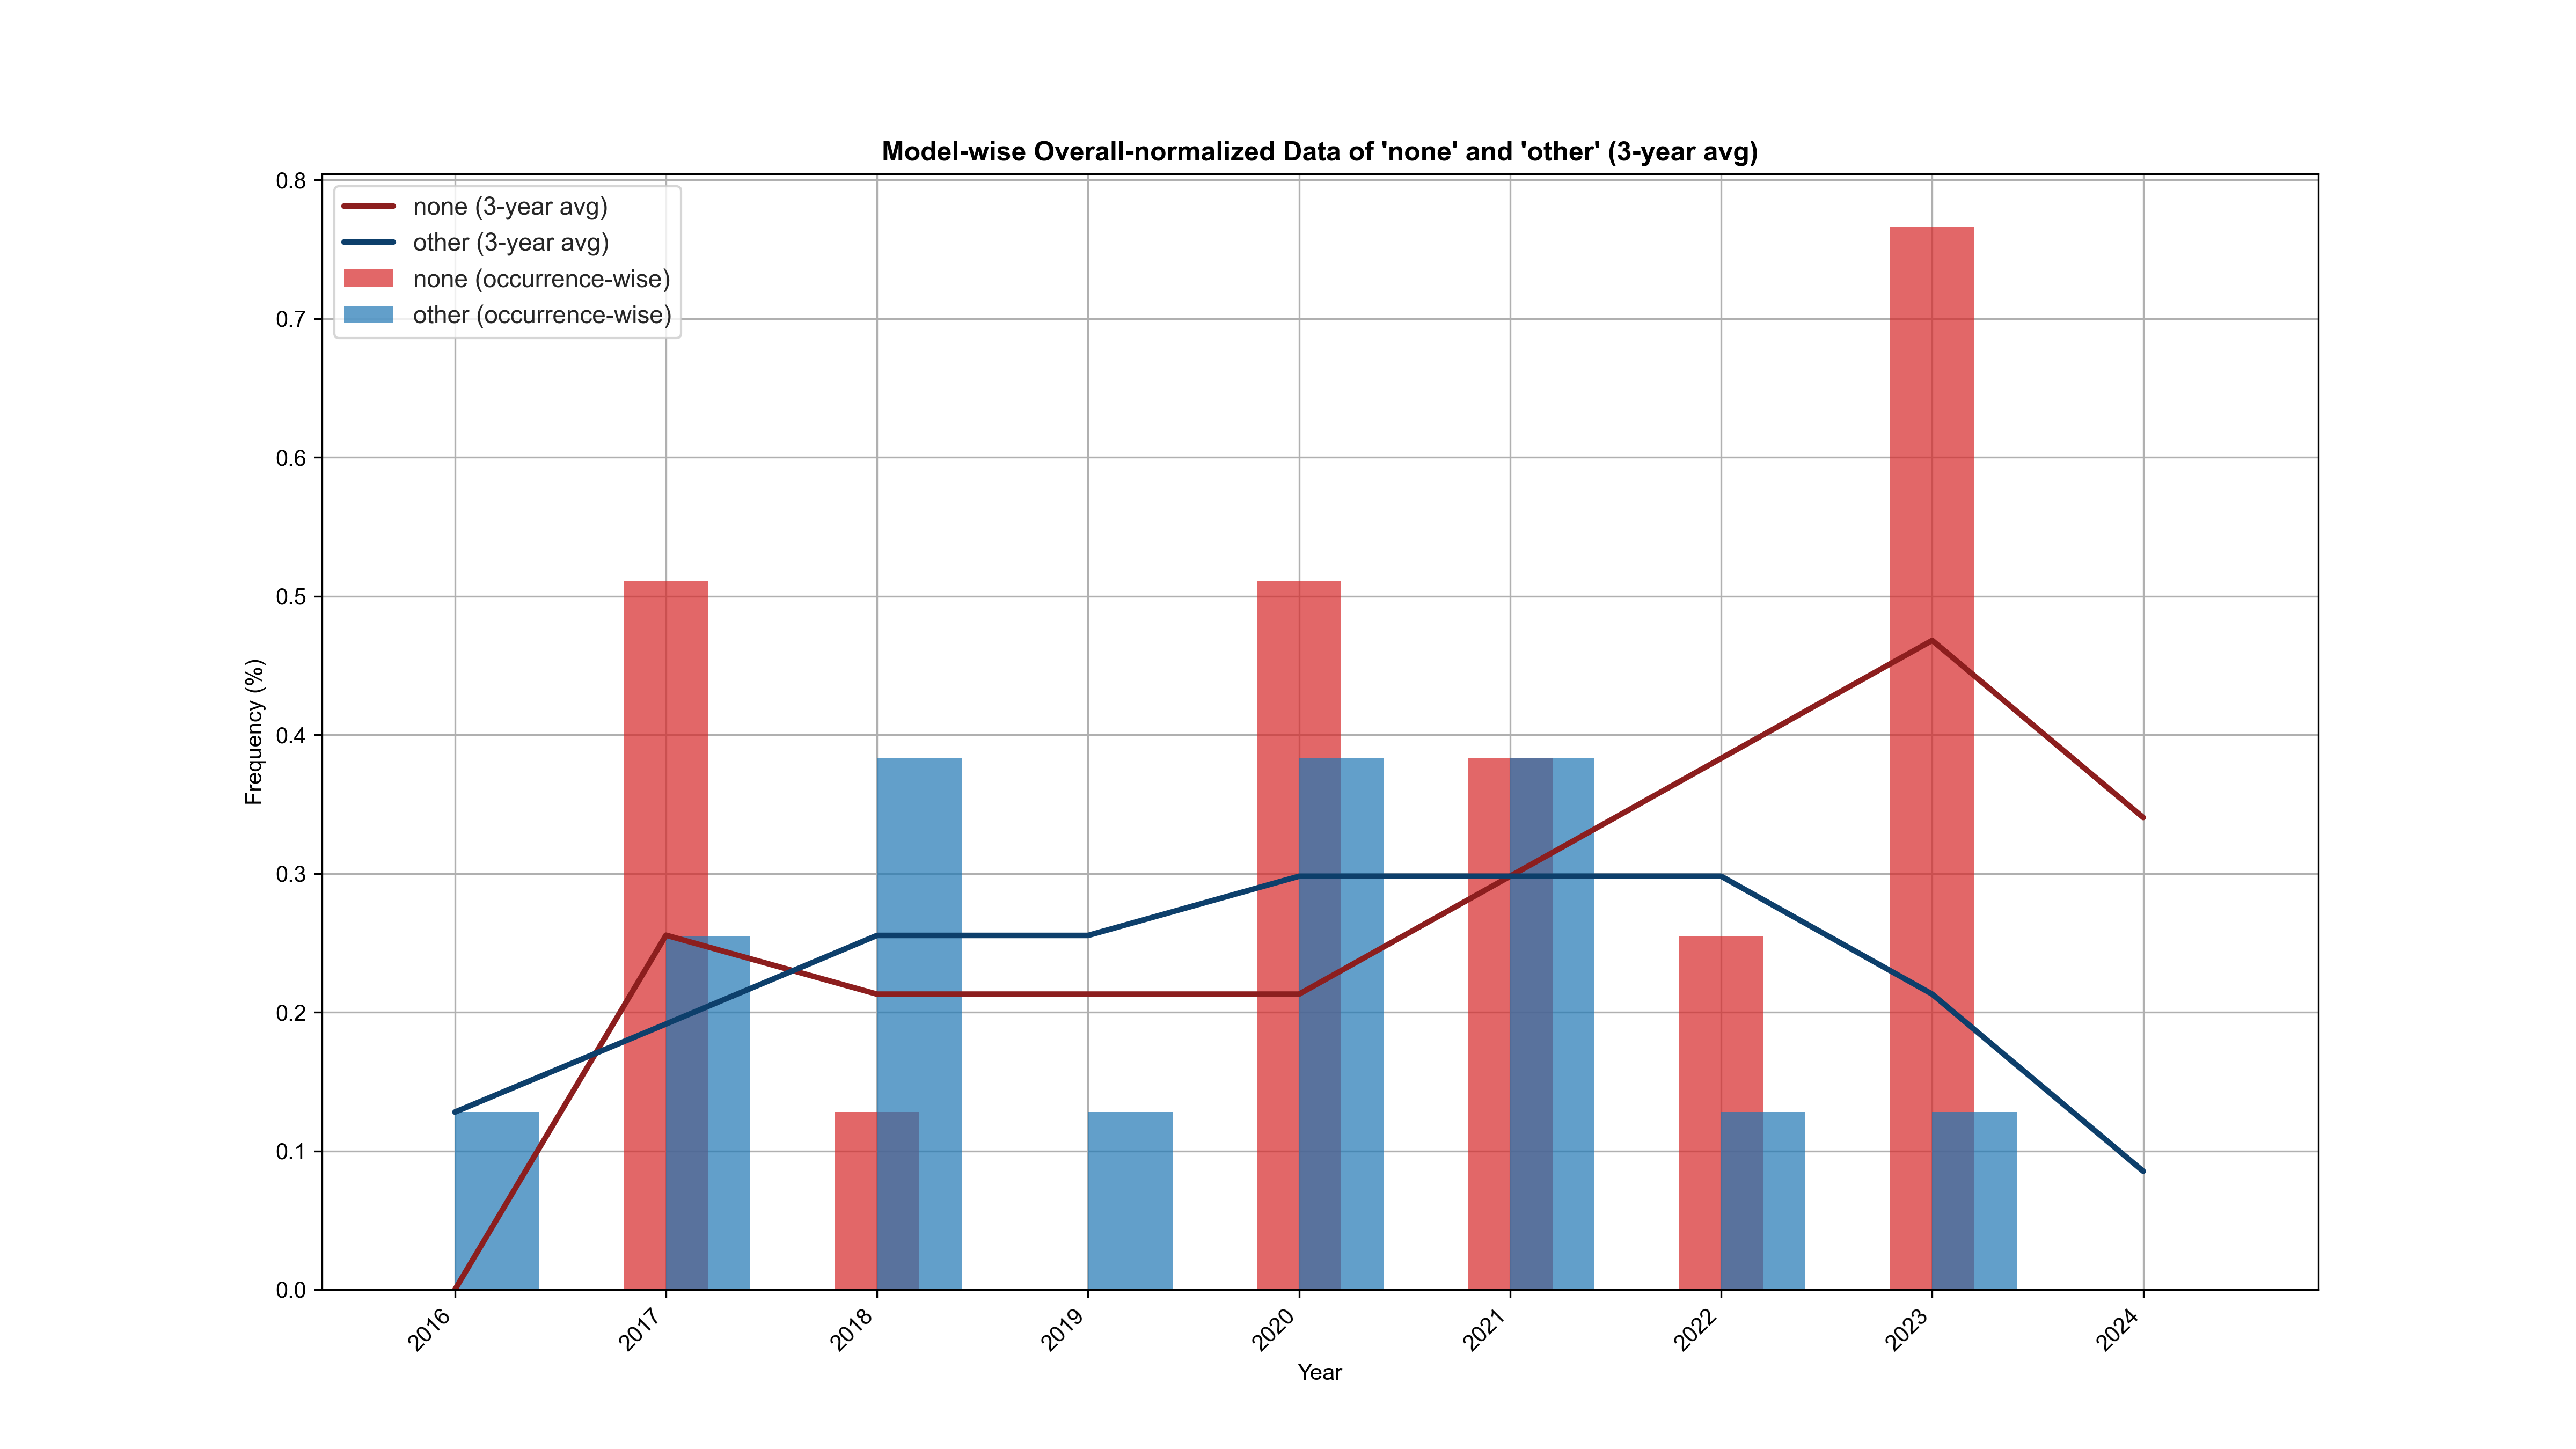 Model-wise Overall-normalized Data of 'none' and 'other' (3-year avg)
none (3-year avg)
other (3-year avg)
none (occurrence-wise)
other (occurrence-wise)
Frequency (%)
0.8
0.7
0.6
0.5
0.4
0.3
0.2
0.1
0.0
2016
2017
2018
2019
2020
2021
2022
2023
2024
Year